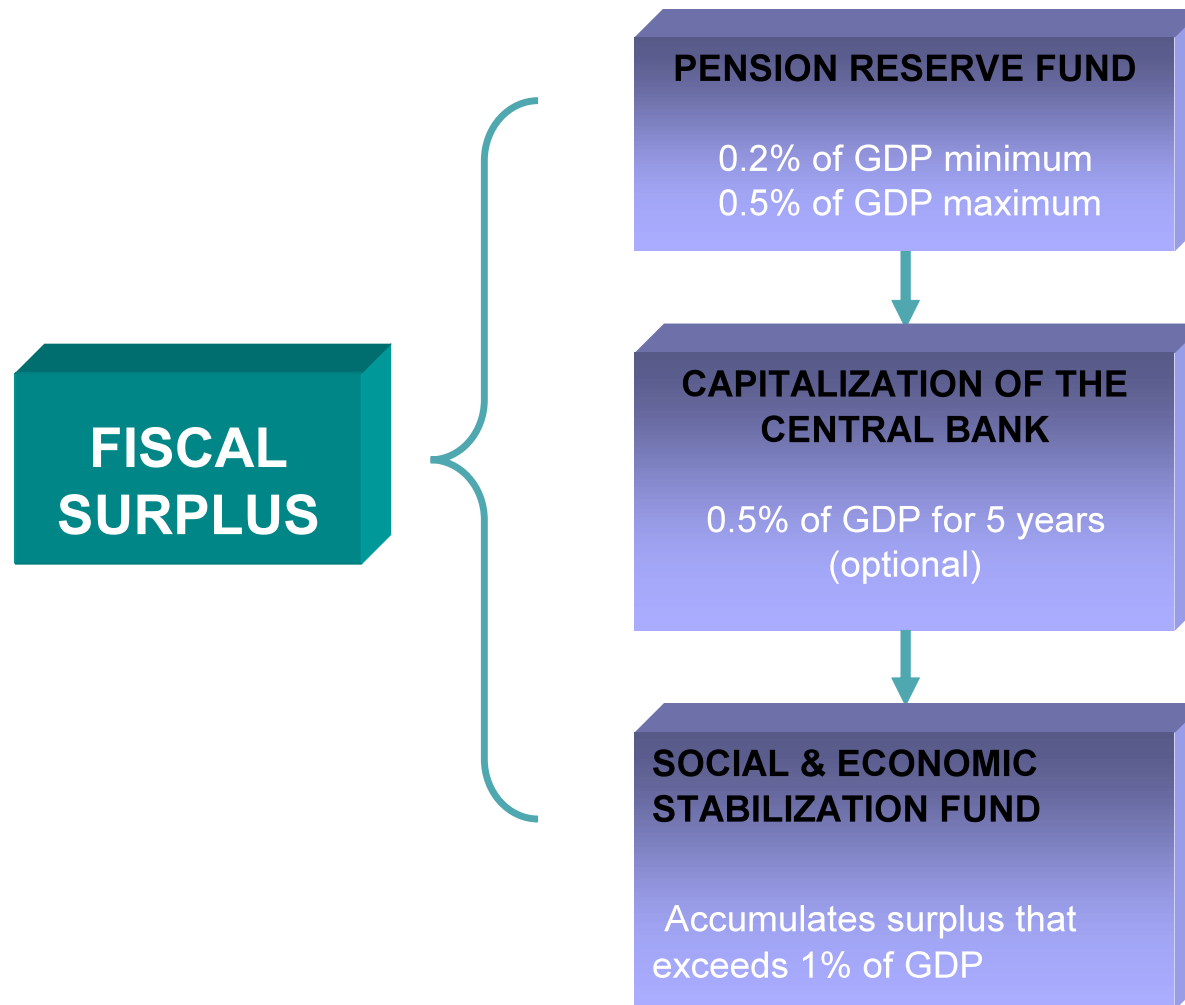 FISCAL
SURPLUS
PENSION RESERVE FUND
0.2% of GDP minimum
0.5% of GDP maximum
CAPITALIZATION OF THE
CENTRAL BANK
0.5% of GDP for 5 years
(optional)
SOCIAL & ECONOMIC
STABILIZATION FUND
Accumulates surplus that
exceeds 1% of GDP